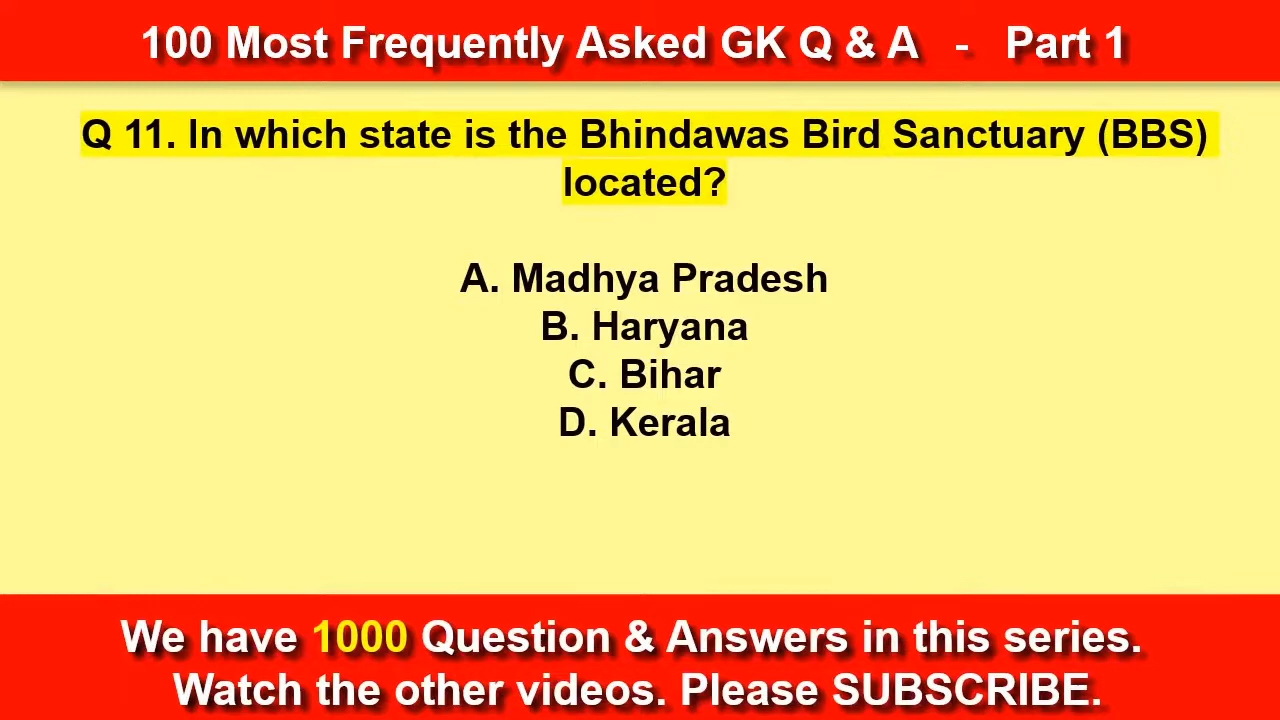 100 Most Frequently Asked GK Q & A - Part 1
Q 11. In which state is the Bhindawas Bird Sanctuary (BBS)
located?
A. Madhya Pradesh
B. Haryana
C. Bihar
D. Kerala
We have 1000 Question & Answers in this series.
Watch the other videos. Please SUBSCRIBE.